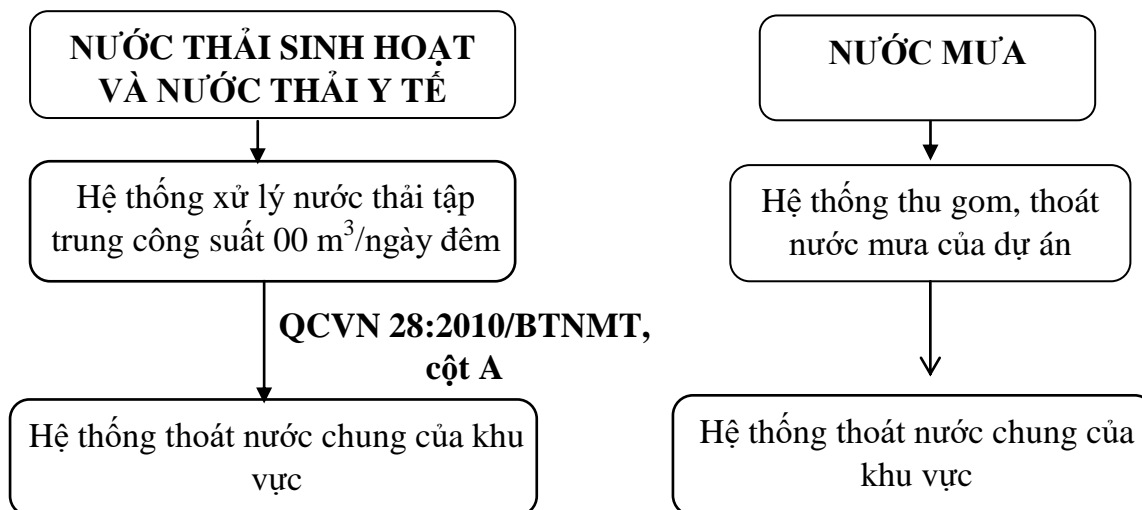 NƯỚC THẢI SINH HOẠT
VÀ NƯỚC THẢI Y TẾ
Hệ thống xử lý nước thải tập
trung công suất 00 m³/ngày đêm
QCVN 28:2010/BTNMT,
cột A
Hệ thống thoát nước chung của khu
vực
NƯỚC MƯA
Hệ thống thu gom, thoát
nước mưa của dự án
Hệ thống thoát nước chung của
khu vực